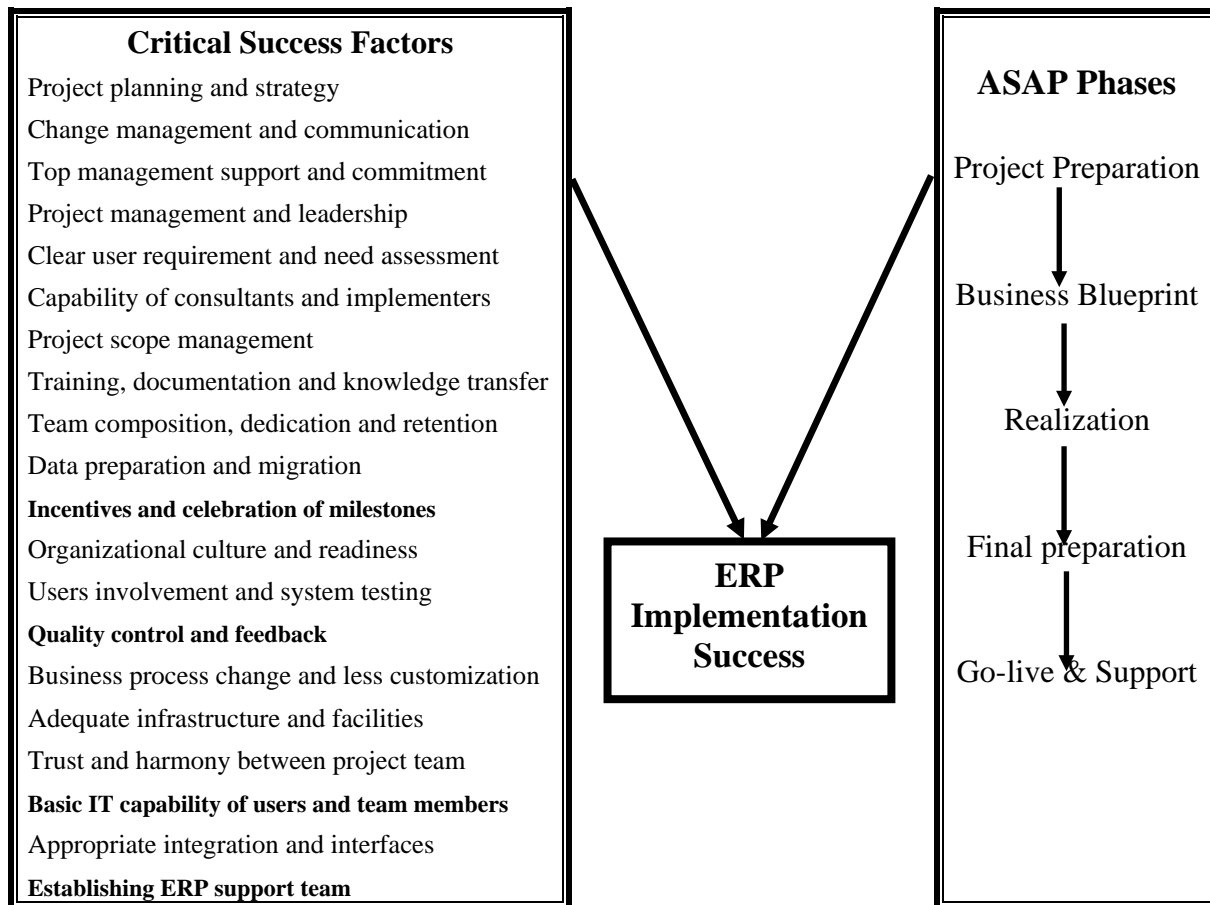 Critical Success Factors
Project planning and strategy
Change management and communication
Top management support and commitment
Project management and leadership
Clear user requirement and need assessment
Capability of consultants and implementers
Project scope management
Training, documentation and knowledge transfer
Team composition, dedication and retention
Data preparation and migration
Incentives and celebration of milestones
Organizational culture and readiness
Users involvement and system testing
Quality control and feedback
Business process change and less customization
Adequate infrastructure and facilities
Trust and harmony between project team
Basic IT capability of users and team members
Appropriate integration and interfaces
Establishing ERP support team
ERP
Implementation
Success
ASAP Phases
Project Preparation
Business Blueprint
Realization
Final preparation
Go-live & Support